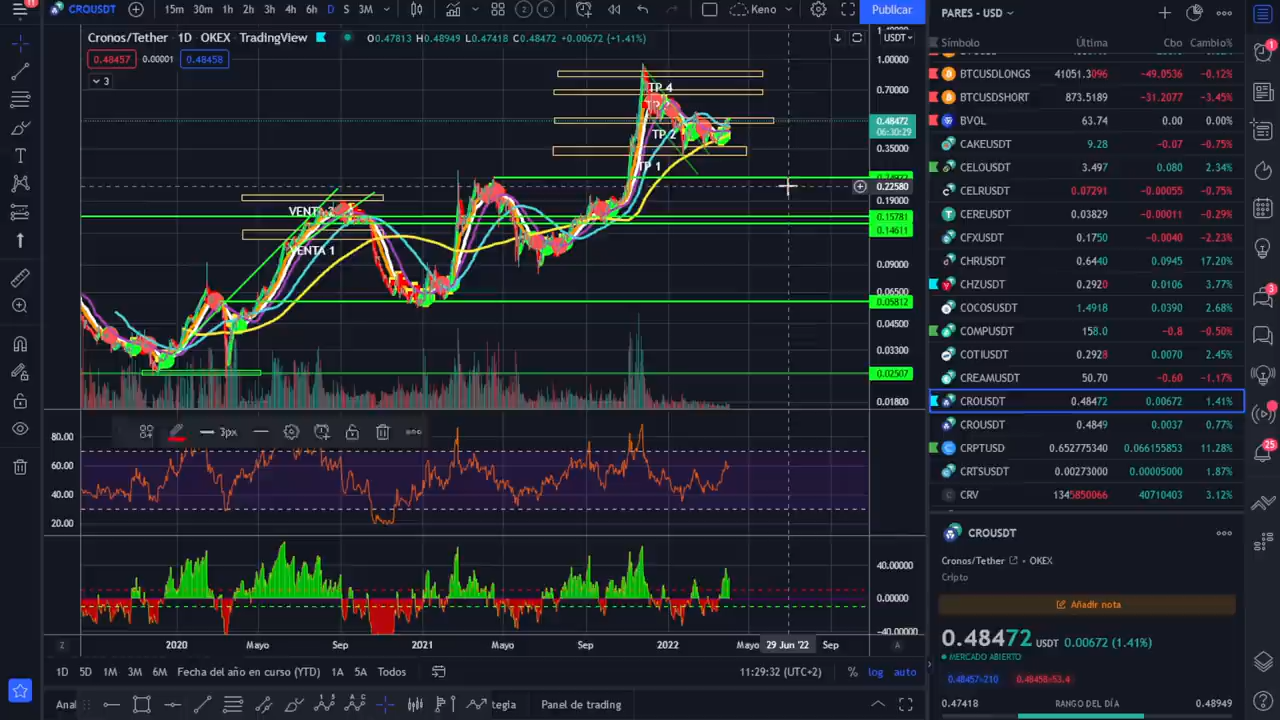 11
CROUSDT
15m 30m 1h 2h 3h 4h 6h D S 3M
2
Keno
Publicar
PARES - USD
Cronos/Tether · 1D · OKEX · TradingView
O0.47813 H0.48949 L0.47418 C0.48472 +0.00672 (+1.41%)
USDT
0.48457
0.00001
0.48458
3
Símbolo
Última
Cbo
Cambio%
BTCUSDLONGS 41051.3096 −49.0536 −0.12%
BTCUSDSHORT 873.5189 −31.2077 −3.45%
BVOL 63.74 0.00 0.00%
CAKEUSDT 9.28 −0.07 −0.75%
CELOUSDT 3.497 0.080 2.34%
CELRUSDT 0.07291 −0.00055 −0.75%
CEREUSDT 0.03829 −0.00011 −0.29%
CFXUSDT 0.1750 −0.0040 −2.23%
CHRUSDT 0.6440 0.0945 17.20%
CHZUSDT 0.2920 0.0106 3.77%
COCOSUSDT 1.4918 0.0390 2.68%
COMPUSDT 158.0 −0.8 −0.50%
COTIUSDT 0.2928 0.0070 2.45%
CREAMUSDT 50.70 −0.60 −1.17%
CROUSDT 0.48472 0.00672 1.41%
CROUSDT 0.4849 0.0037 0.77%
CRPTUSD 0.652775340 0.066155853 11.28%
CRTSUSDT 0.00273000 0.00005000 1.87%
CRV 1345850066 40710403 3.12%
1.00000
0.70000
0.48472
06:30:29
0.35000
0.22580
0.19000
0.15781
0.14611
0.09000
0.06500
0.05812
0.04500
0.03300
0.02507
0.01800
TP 4
TP 2
TP 1
VENTA 1
3px
80.00
60.00
40.00
20.00
40.00000
0.00000
−40.00000
Z
2020
Mayo
Sep
2021
Mayo
Sep
2022
Mayo
29 Jun '22
Sep
A
1D 5D 1M 3M 6M Fecha del año en curso (YTD) 1A 5A Todos
11:29:32 (UTC+2)
%
log
auto
Anal
tegia
Panel de trading
CROUSDT
Cronos/Tether
• OKEX
Cripto
Añadir nota
0.48472 USDT 0.00672 (1.41%)
MERCADO ABIERTO
0.48457×210
0.48458×53.4
0.47418
RANGO DEL DÍA
0.48949
1
3
25